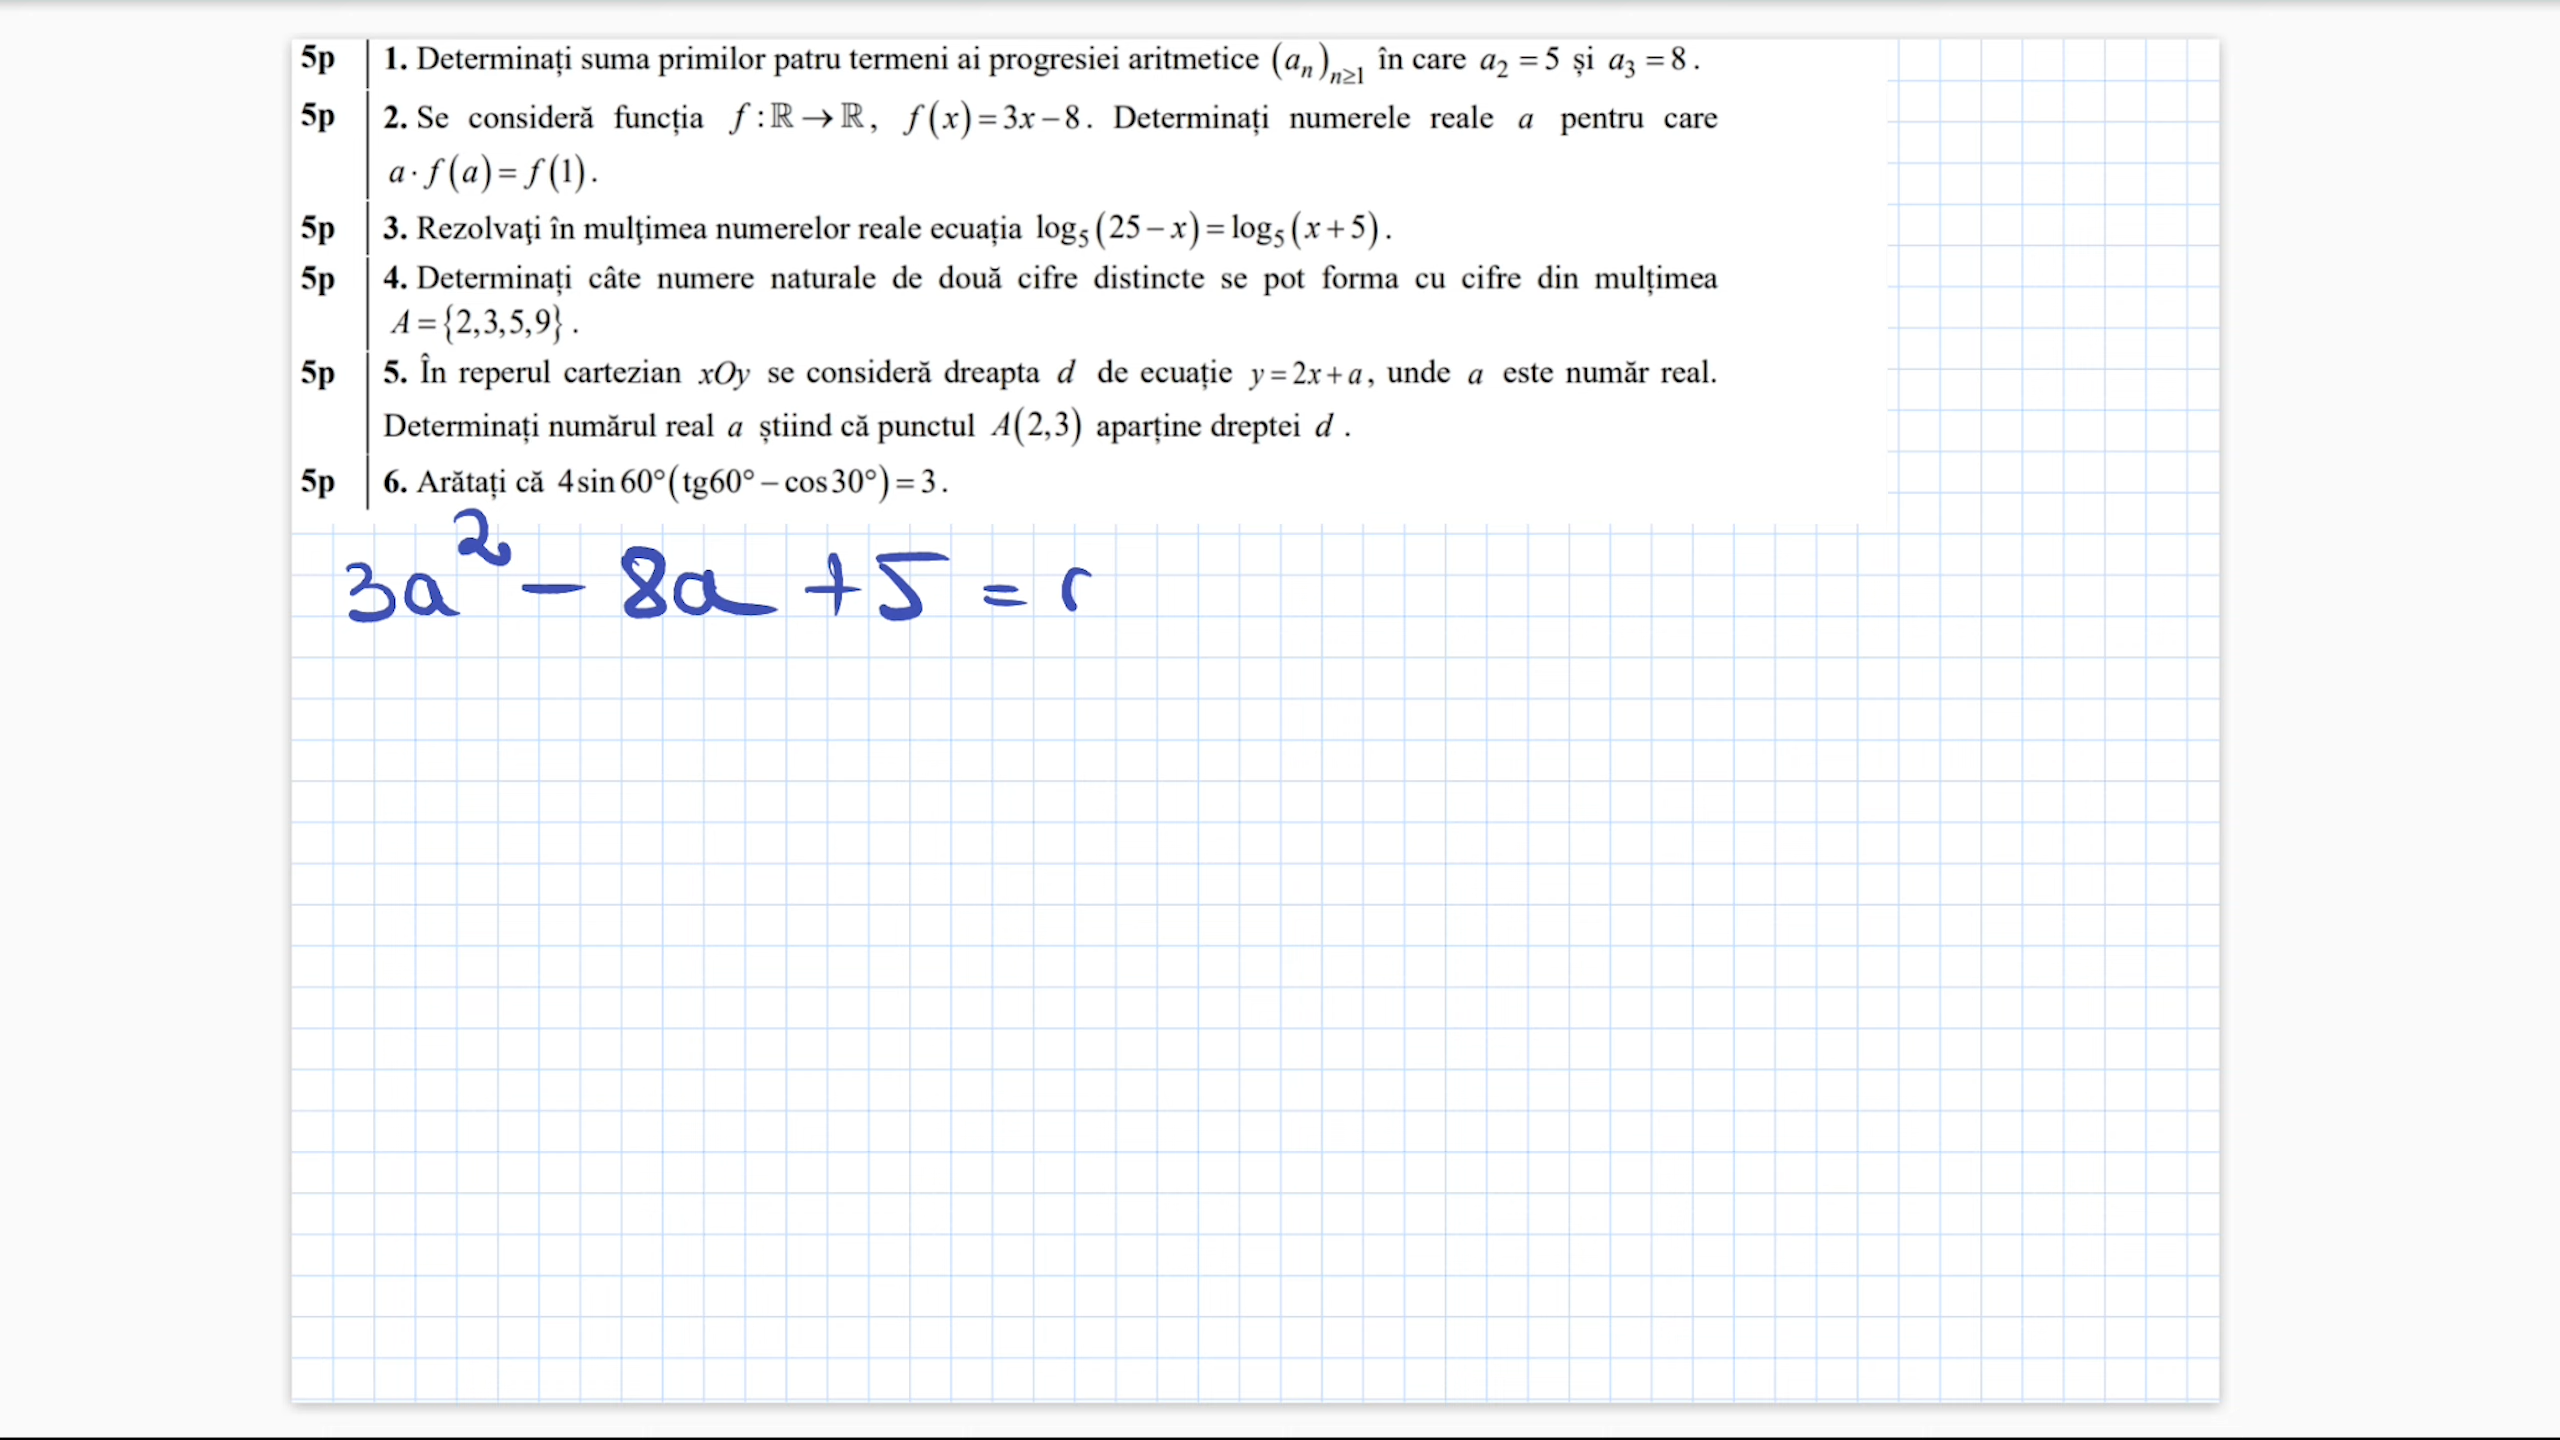 5p 1. Determinați suma primilor patru termeni ai progresiei aritmetice (aₙ)ₙ≥₁ în care a₂ = 5 și a₃ = 8.
5p 2. Se consideră funcția f : ℝ → ℝ, f(x) = 3x − 8. Determinați numerele reale a pentru care
a · f(a) = f(1).
5p 3. Rezolvați în mulțimea numerelor reale ecuația log₅(25 − x) = log₅(x + 5).
5p 4. Determinați câte numere naturale de două cifre distincte se pot forma cu cifre din mulțimea
A = {2,3,5,9}.
5p 5. În reperul cartezian xOy se consideră dreapta d de ecuație y = 2x + a, unde a este număr real.
Determinați numărul real a știind că punctul A(2,3) aparține dreptei d.
5p 6. Arătați că 4sin60°(tg60° − cos30°) = 3.
3a² − 8a + 5 =